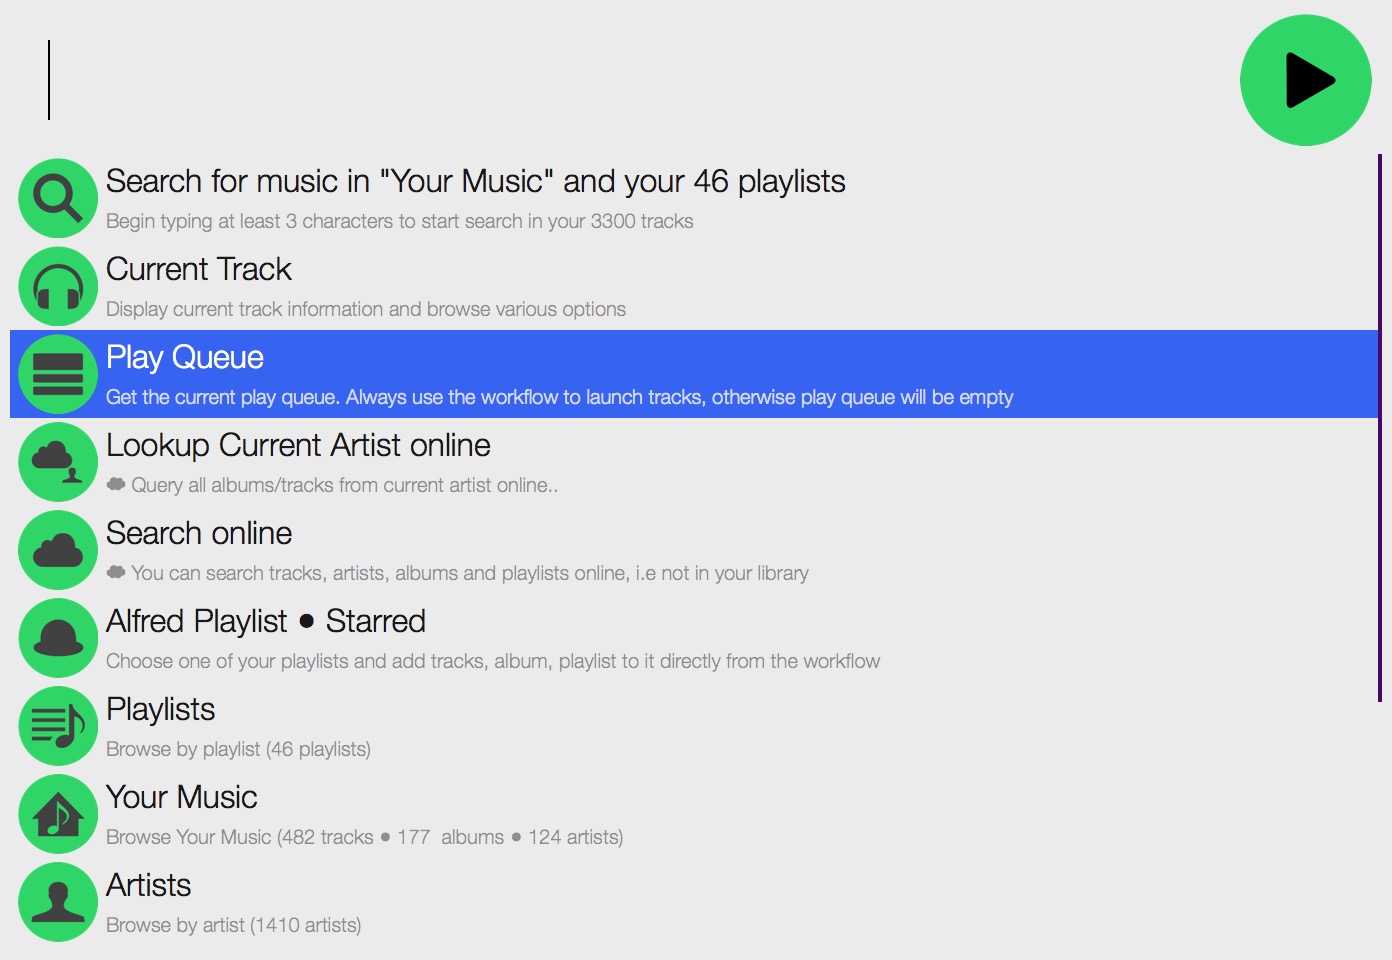 Search for music in "Your Music" and your 46 playlists
Begin typing at least 3 characters to start search in your 3300 tracks
Current Track
Display current track information and browse various options
Play Queue
Get the current play queue. Always use the workflow to launch tracks, otherwise play queue will be empty
Lookup Current Artist online
Query all albums/tracks from current artist online..
Search online
You can search tracks, artists, albums and playlists online, i.e not in your library
Alfred Playlist ● Starred
Choose one of your playlists and add tracks, album, playlist to it directly from the workflow
Playlists
Browse by playlist (46 playlists)
Your Music
Browse Your Music (482 tracks ● 177  albums ● 124 artists)
Artists
Browse by artist (1410 artists)